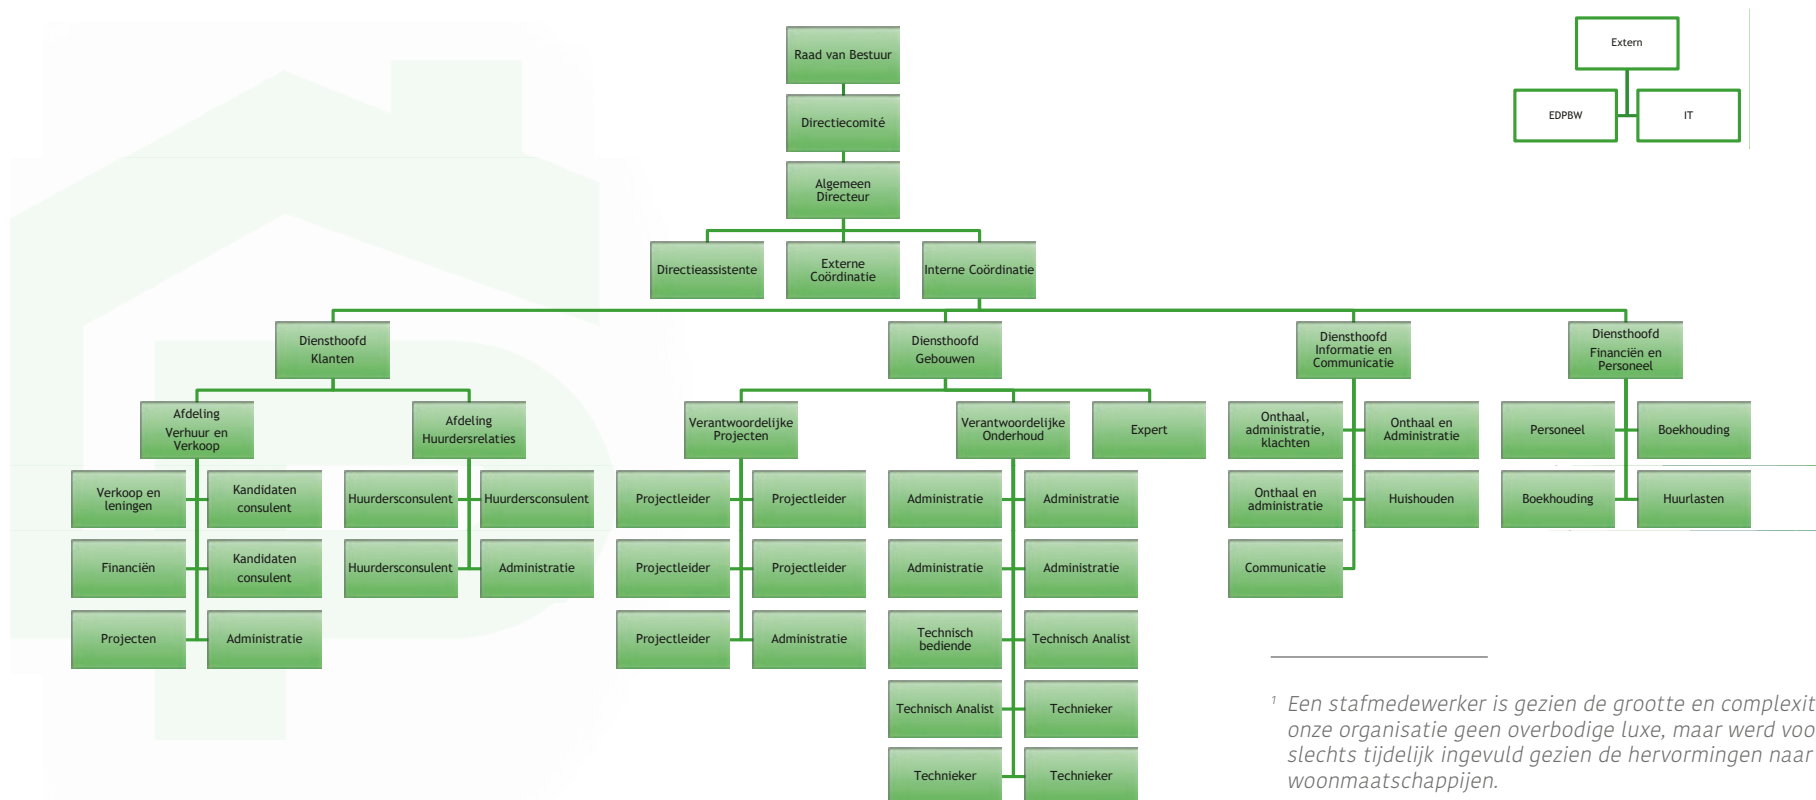 Raad van Bestuur
Extern
EDPBW
IT
Directiecomité
Algemeen
Directeur
Directieassistente
Externe
Coördinatie
Interne Coördinatie
Diensthoofd
Klanten
Diensthoofd
Gebouwen
Diensthoofd
Informatie en
Communicatie
Diensthoofd
Financiën en
Personeel
Afdeling
Verhuur en
Verkoop
Afdeling
Huurdersrelaties
Verantwoordelijke
Projecten
Verantwoordelijke
Onderhoud
Expert
Onthaal,
administratie,
klachten
Onthaal en
Administratie
Personeel
Boekhouding
Verkoop en
leningen
Kandidaten
consulent
Huurdersconsulent
Huurdersconsulent
Projectleider
Projectleider
Administratie
Administratie
Onthaal en
administratie
Huishouden
Boekhouding
Huurlasten
Financiën
Kandidaten
consulent
Huurdersconsulent
Administratie
Projectleider
Projectleider
Administratie
Administratie
Communicatie
Projecten
Administratie
Projectleider
Administratie
Technisch
bediende
Technisch Analist
Technisch Analist
Technieker
Technieker
Technieker
1 Een stafmedewerker is gezien de grootte en complexit
onze organisatie geen overbodige luxe, maar werd voo
slechts tijdelijk ingevuld gezien de hervormingen naar
woonmaatschappijen.